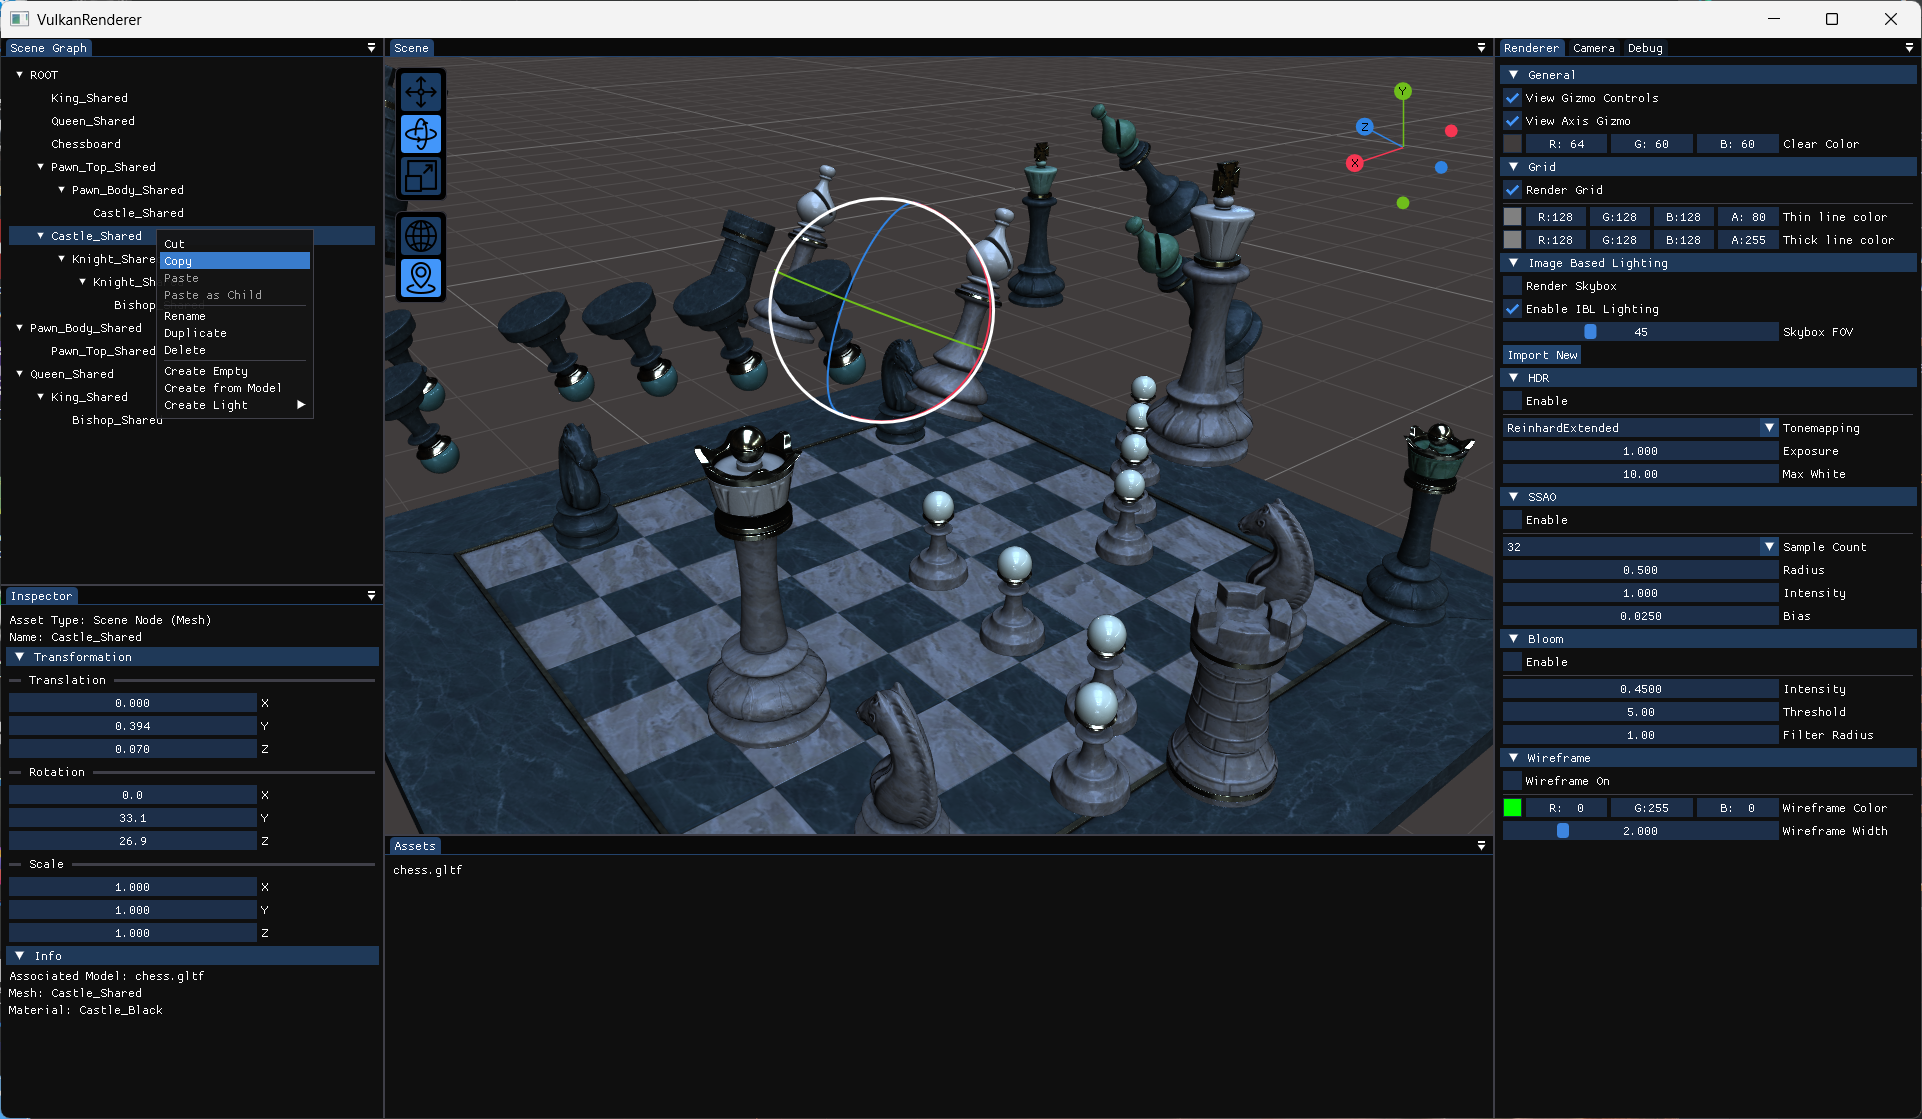 VulkanRenderer
Scene Graph
ROOT
King_Shared
Queen_Shared
Chessboard
Pawn_Top_Shared
Pawn_Body_Shared
Castle_Shared
Castle_Shared
Knight_Share
Knight_Sh
Bishop
Pawn_Body_Shared
Pawn_Top_Shared
Queen_Shared
King_Shared
Bishop_Shared
Cut
Copy
Paste
Paste as Child
Rename
Duplicate
Delete
Create Empty
Create from Model
Create Light
Inspector
Asset Type: Scene Node (Mesh)
Name: Castle_Shared
Transformation
Translation
0.000 X
0.394 Y
0.070 Z
Rotation
0.0 X
33.1 Y
26.9 Z
Scale
1.000 X
1.000 Y
1.000 Z
Info
Associated Model: chess.gltf
Mesh: Castle_Shared
Material: Castle_Black
Scene
Y
Z
X
Assets
chess.gltf
Renderer Camera Debug
General
View Gizmo Controls
View Axis Gizmo
R: 64 G: 60 B: 60 Clear Color
Grid
Render Grid
R:128 G:128 B:128 A: 80 Thin line color
R:128 G:128 B:128 A:255 Thick line color
Image Based Lighting
Render Skybox
Enable IBL Lighting
45 Skybox FOV
Import New
HDR
Enable
ReinhardExtended Tonemapping
1.000 Exposure
10.00 Max White
SSAO
Enable
32 Sample Count
0.500 Radius
1.000 Intensity
0.0250 Bias
Bloom
Enable
0.4500 Intensity
5.00 Threshold
1.00 Filter Radius
Wireframe
Wireframe On
R: 0 G:255 B: 0 Wireframe Color
2.000 Wireframe Width